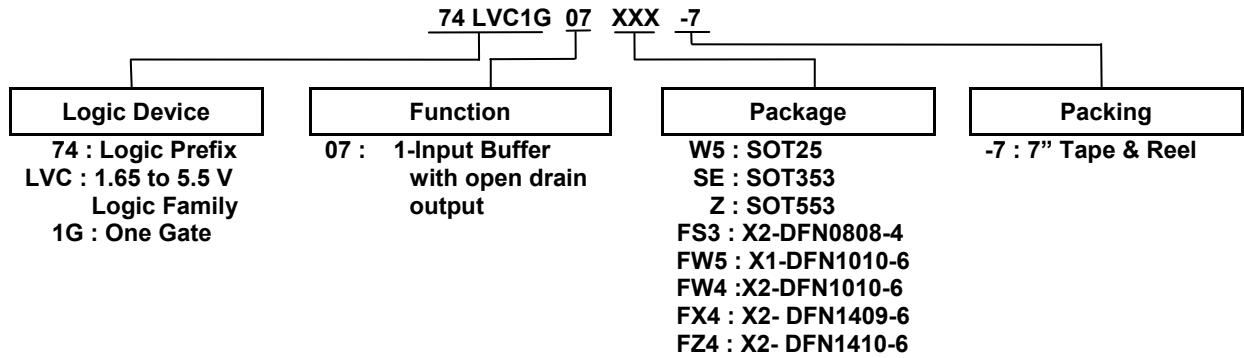 74 LVC1G 07 XXX -7
Logic Device
74 : Logic Prefix
LVC : 1.65 to 5.5 V
Logic Family
1G : One Gate
Function
07 : 1-Input Buffer
with open drain
output
Package
W5 : SOT25
SE : SOT353
Z : SOT553
FS3 : X2-DFN0808-4
FW5 : X1-DFN1010-6
FW4 :X2-DFN1010-6
FX4 : X2- DFN1409-6
FZ4 : X2- DFN1410-6
Packing
-7 : 7” Tape & Reel